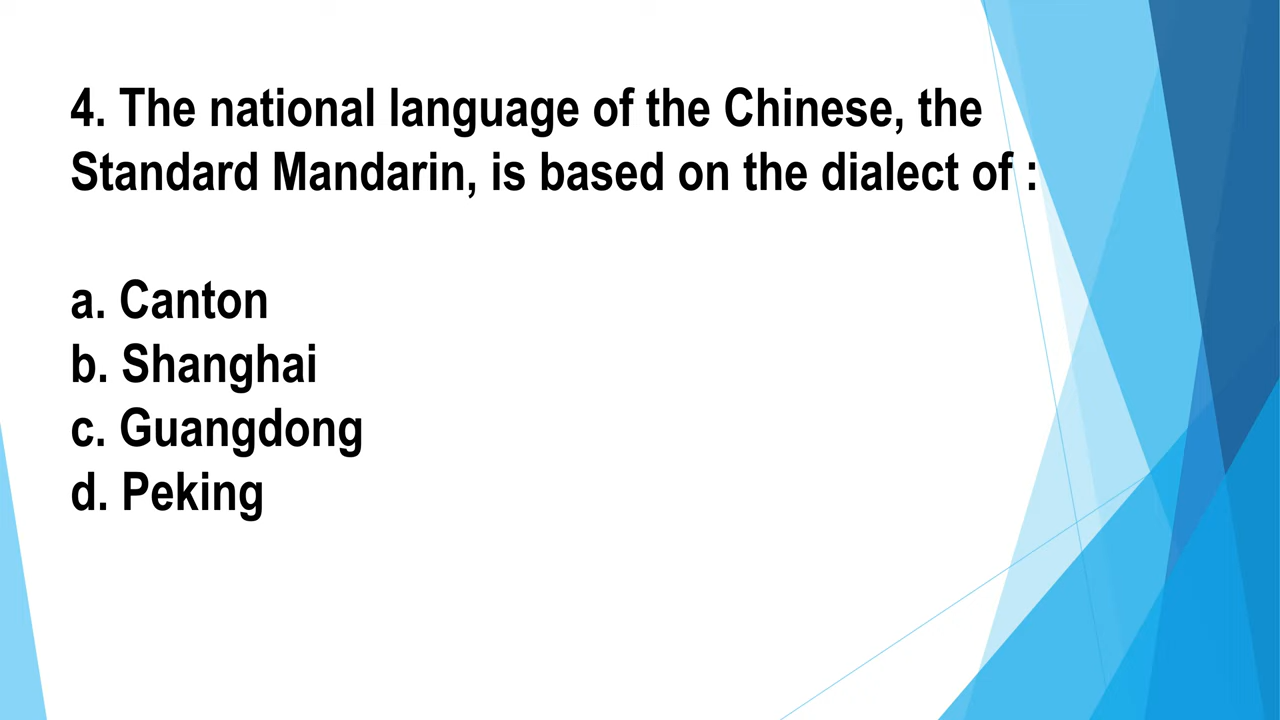 4. The national language of the Chinese, the
Standard Mandarin, is based on the dialect of :
a. Canton
b. Shanghai
c. Guangdong
d. Peking